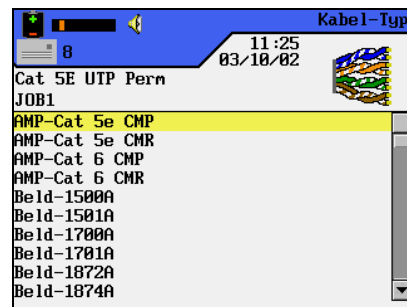 Kabel-Typ
8
11:25
03/10/02
Cat 5E UTP Perm
JOB1
AMP-Cat 5e CMP
AMP-Cat 5e CMR
AMP-Cat 6 CMP
AMP-Cat 6 CMR
Beld-1500A
Beld-1501A
Beld-1700A
Beld-1701A
Beld-1872A
Beld-1874A